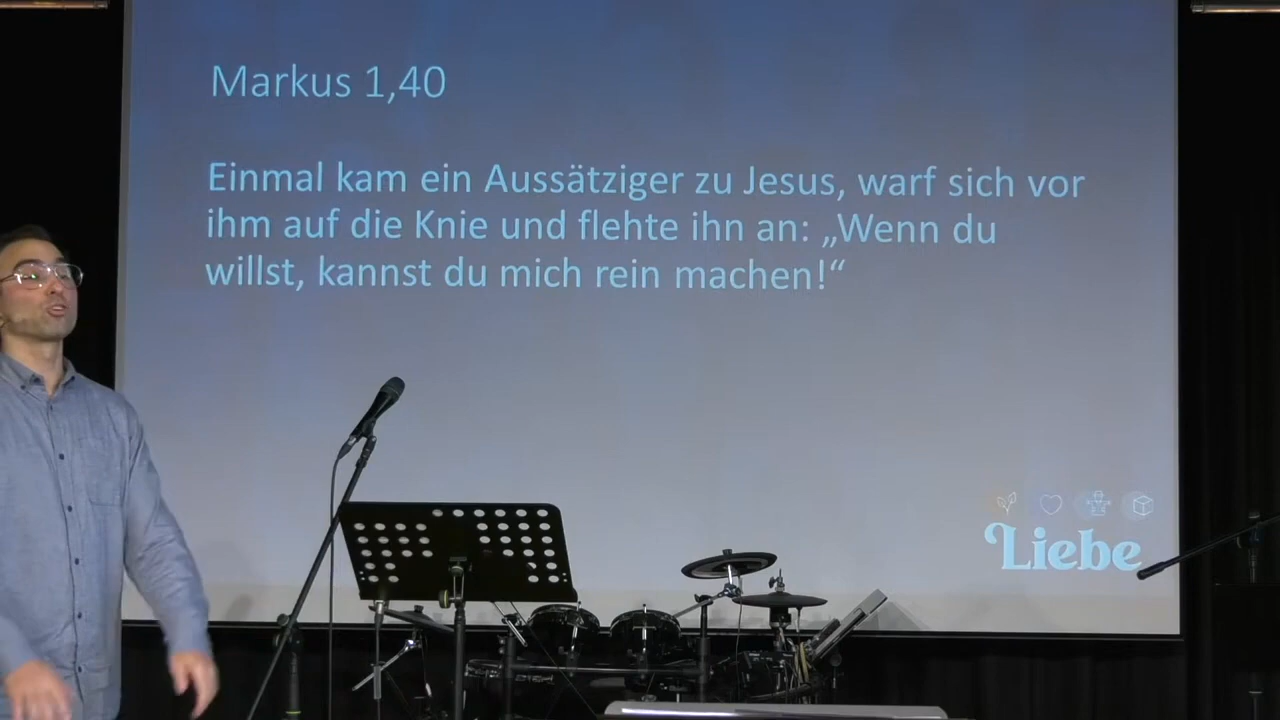 Markus 1,40
Einmal kam ein Aussätziger zu Jesus, warf sich vor
ihm auf die Knie und flehte ihn an: „Wenn du
willst, kannst du mich rein machen!“
Liebe